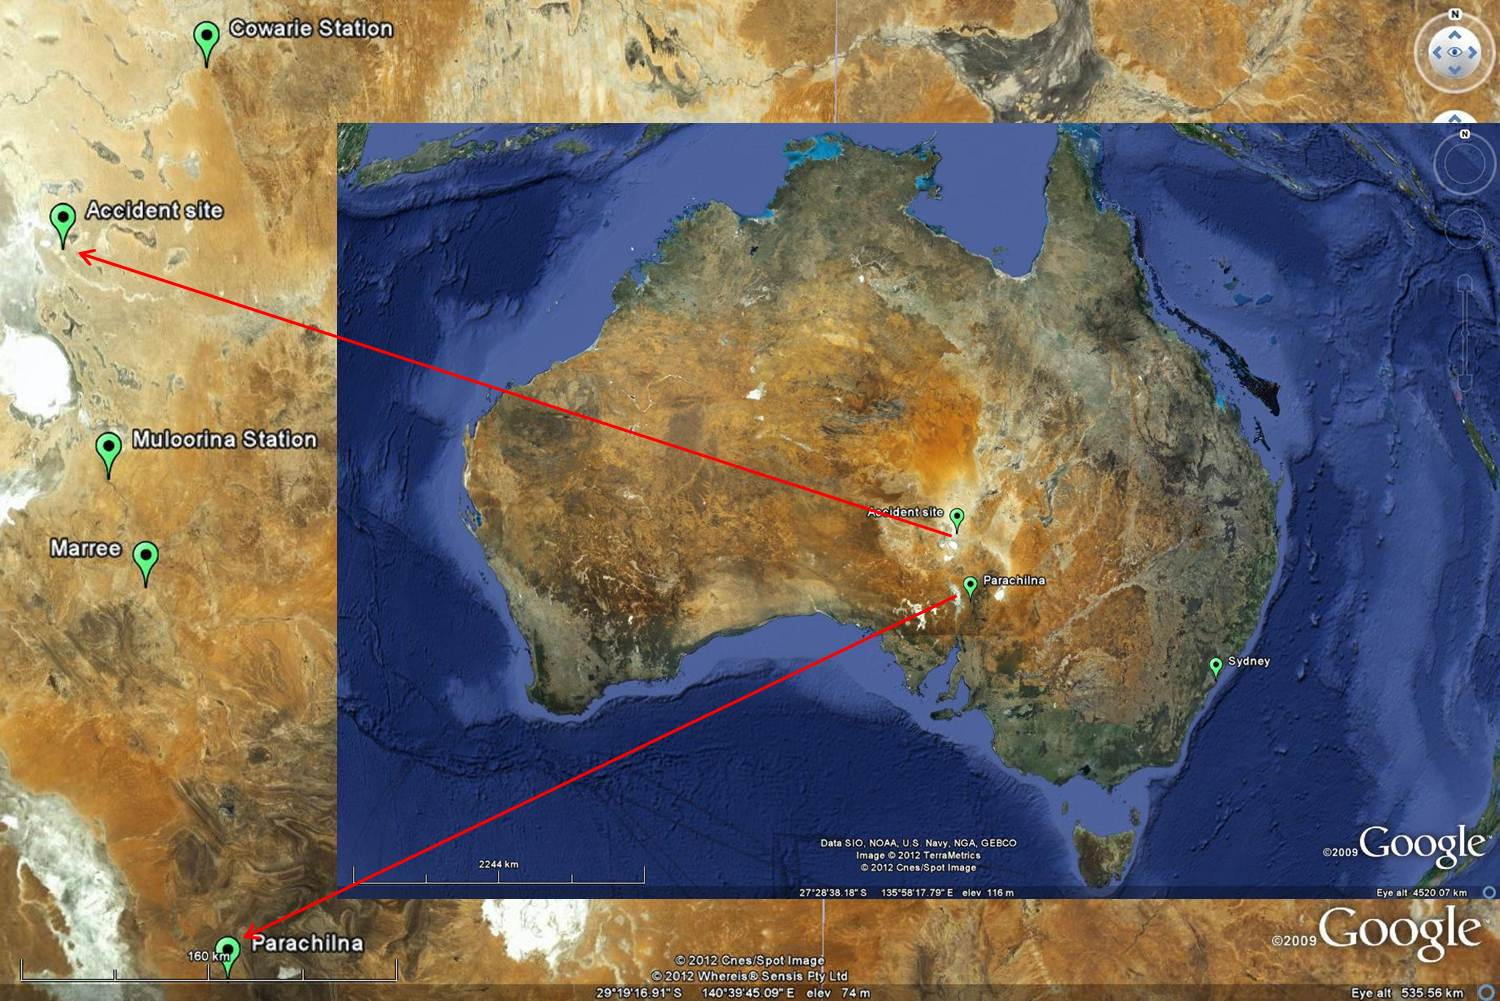 N
Cowarie Station
N
Accident site
Muloorina Station
Accident site
Marree
Parachilna
Sydney
Data SIO, NOAA, U.S. Navy, NGA, GEBCO
Image © 2012 TerraMetrics
© 2012 Cnes/Spot Image
©2009 Google
2244 km
27°28'38.18" S 135°58'17.79" E elev 116 m
Eye alt 4520.07 km
Parachilna
160 km
© 2012 Cnes/Spot Image
© 2012 Whereis® Sensis Pty Ltd
©2009 Google
29°19'16.91" S 140°39'45.09" E elev 74 m
Eye alt 535.56 km